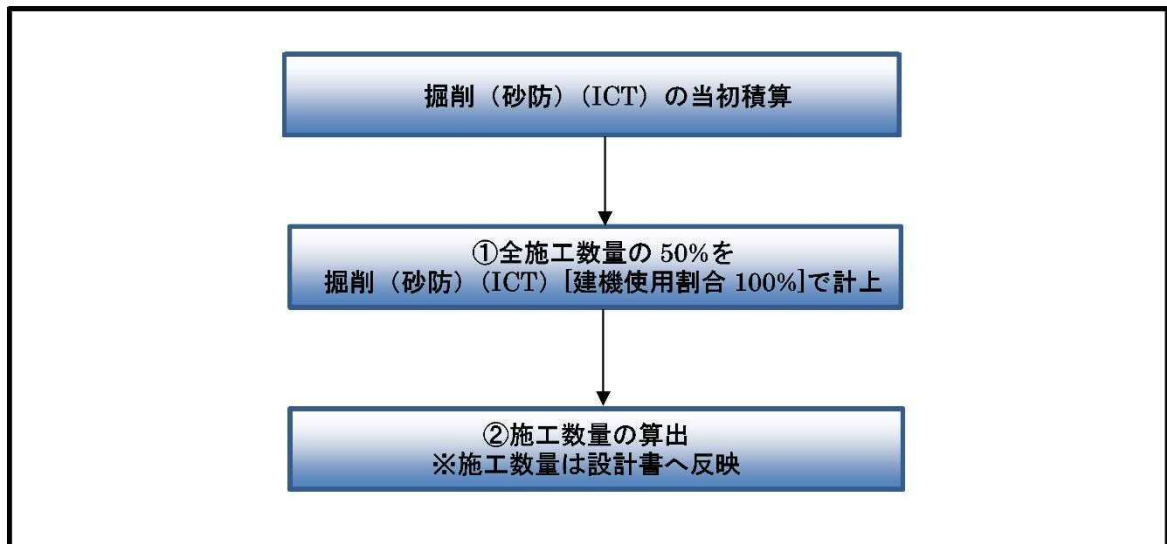 掘削（砂防）（ICT）の当初積算
①全施工数量の 50%を
掘削（砂防）（ICT）[建機使用割合 100%]で計上
②施工数量の算出
※施工数量は設計書へ反映